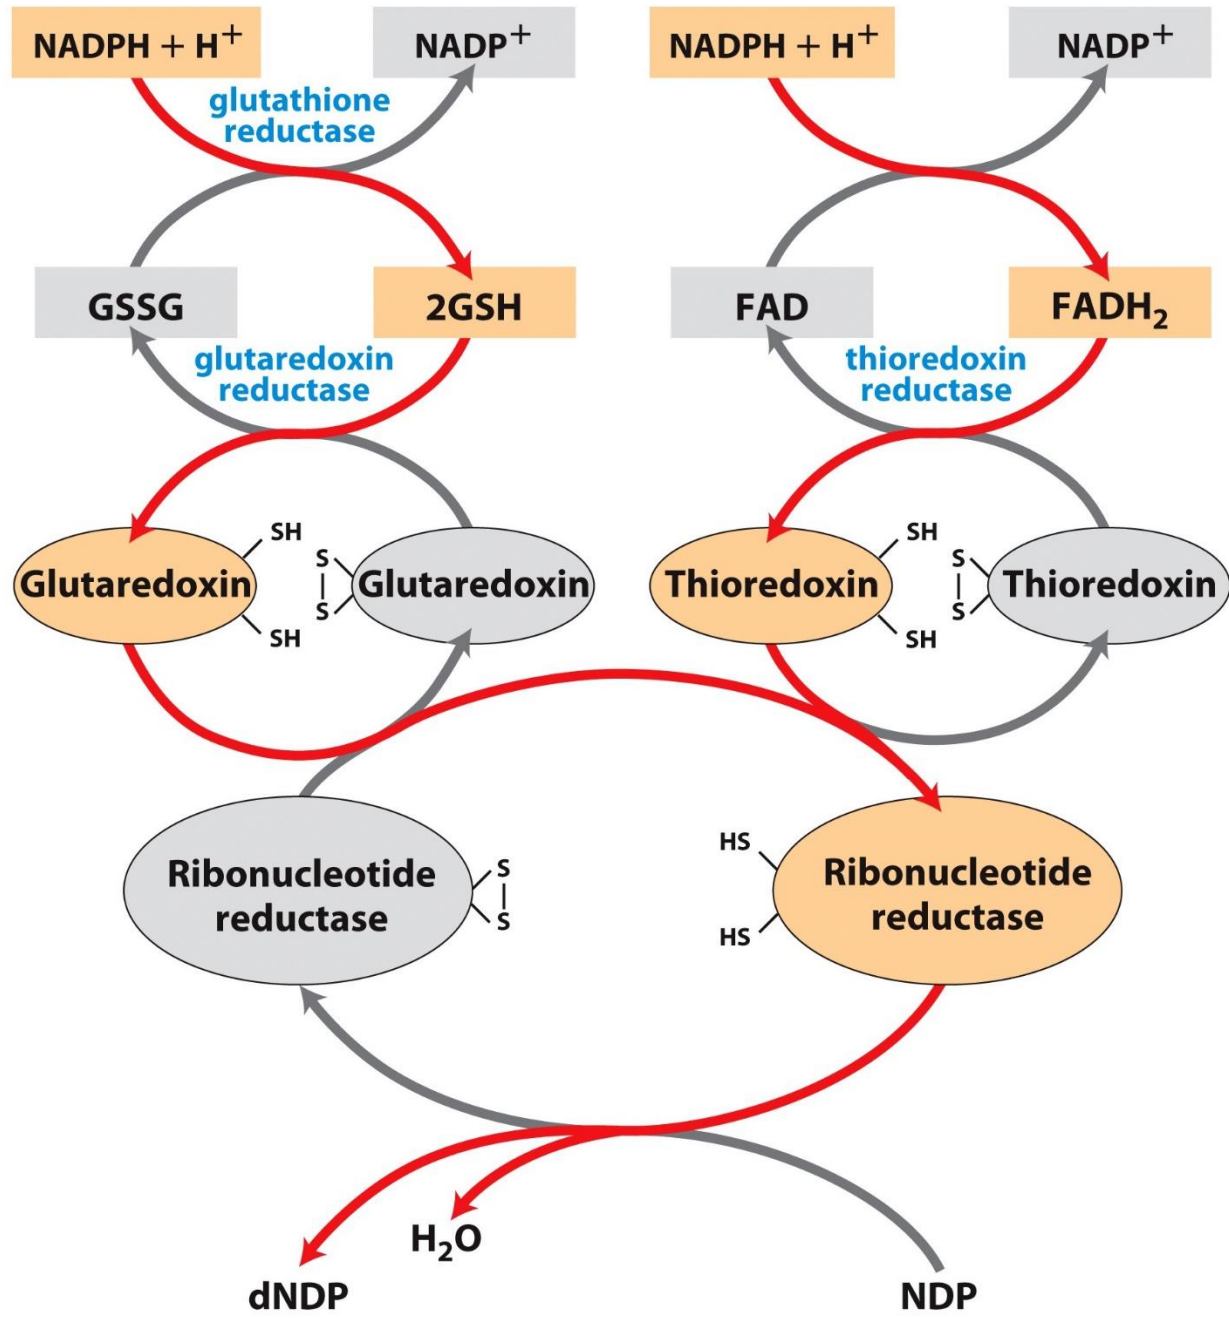 NADPH + H⁺
NADP⁺
NADPH + H⁺
NADP⁺
glutathione
reductase
GSSG
2GSH
FAD
FADH₂
glutaredoxin
reductase
thioredoxin
reductase
Glutaredoxin
SH
SH
S
S
Glutaredoxin
Thioredoxin
SH
SH
S
S
Thioredoxin
Ribonucleotide
reductase
S
S
HS
HS
Ribonucleotide
reductase
H₂O
dNDP
NDP